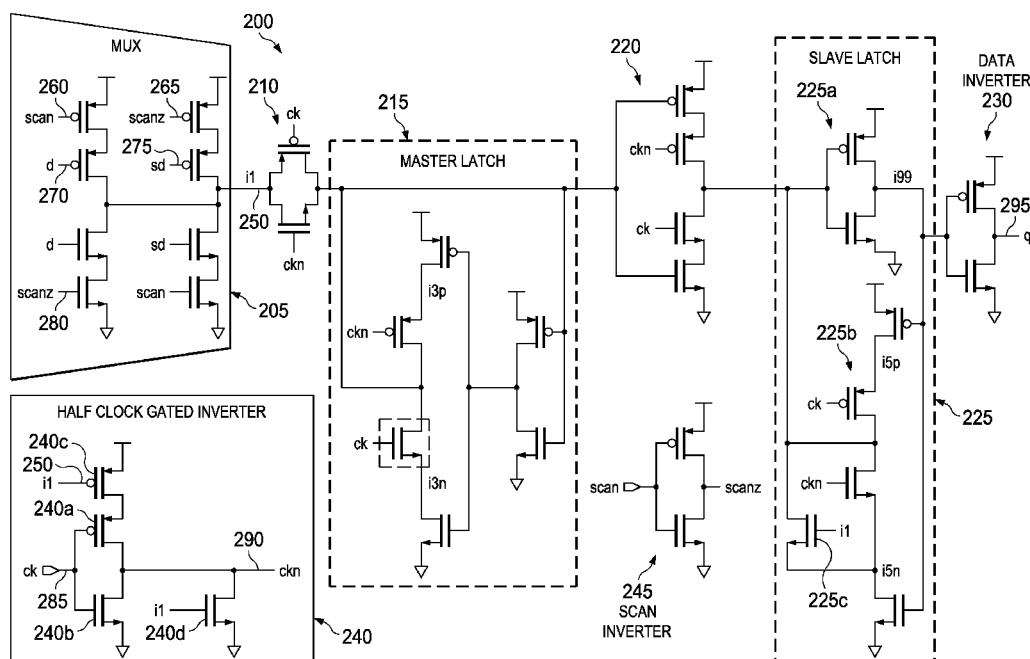 MUX
200
260
265
scan
scanz
210
ck
275
d
sd
270
i1
250
ckn
d
sd
scanz
scan
280
205
215
MASTER LATCH
i3p
ckn
ck
i3n
220
ckn
ck
SLAVE LATCH
225a
i99
DATA
INVERTER
230
295
q
225b
i5p
ck
225
ckn
i1
i5n
225c
scan
scanz
245
SCAN
INVERTER
HALF CLOCK GATED INVERTER
240c
250
i1
240a
290
ck
ckn
285
i1
240b
240d
240